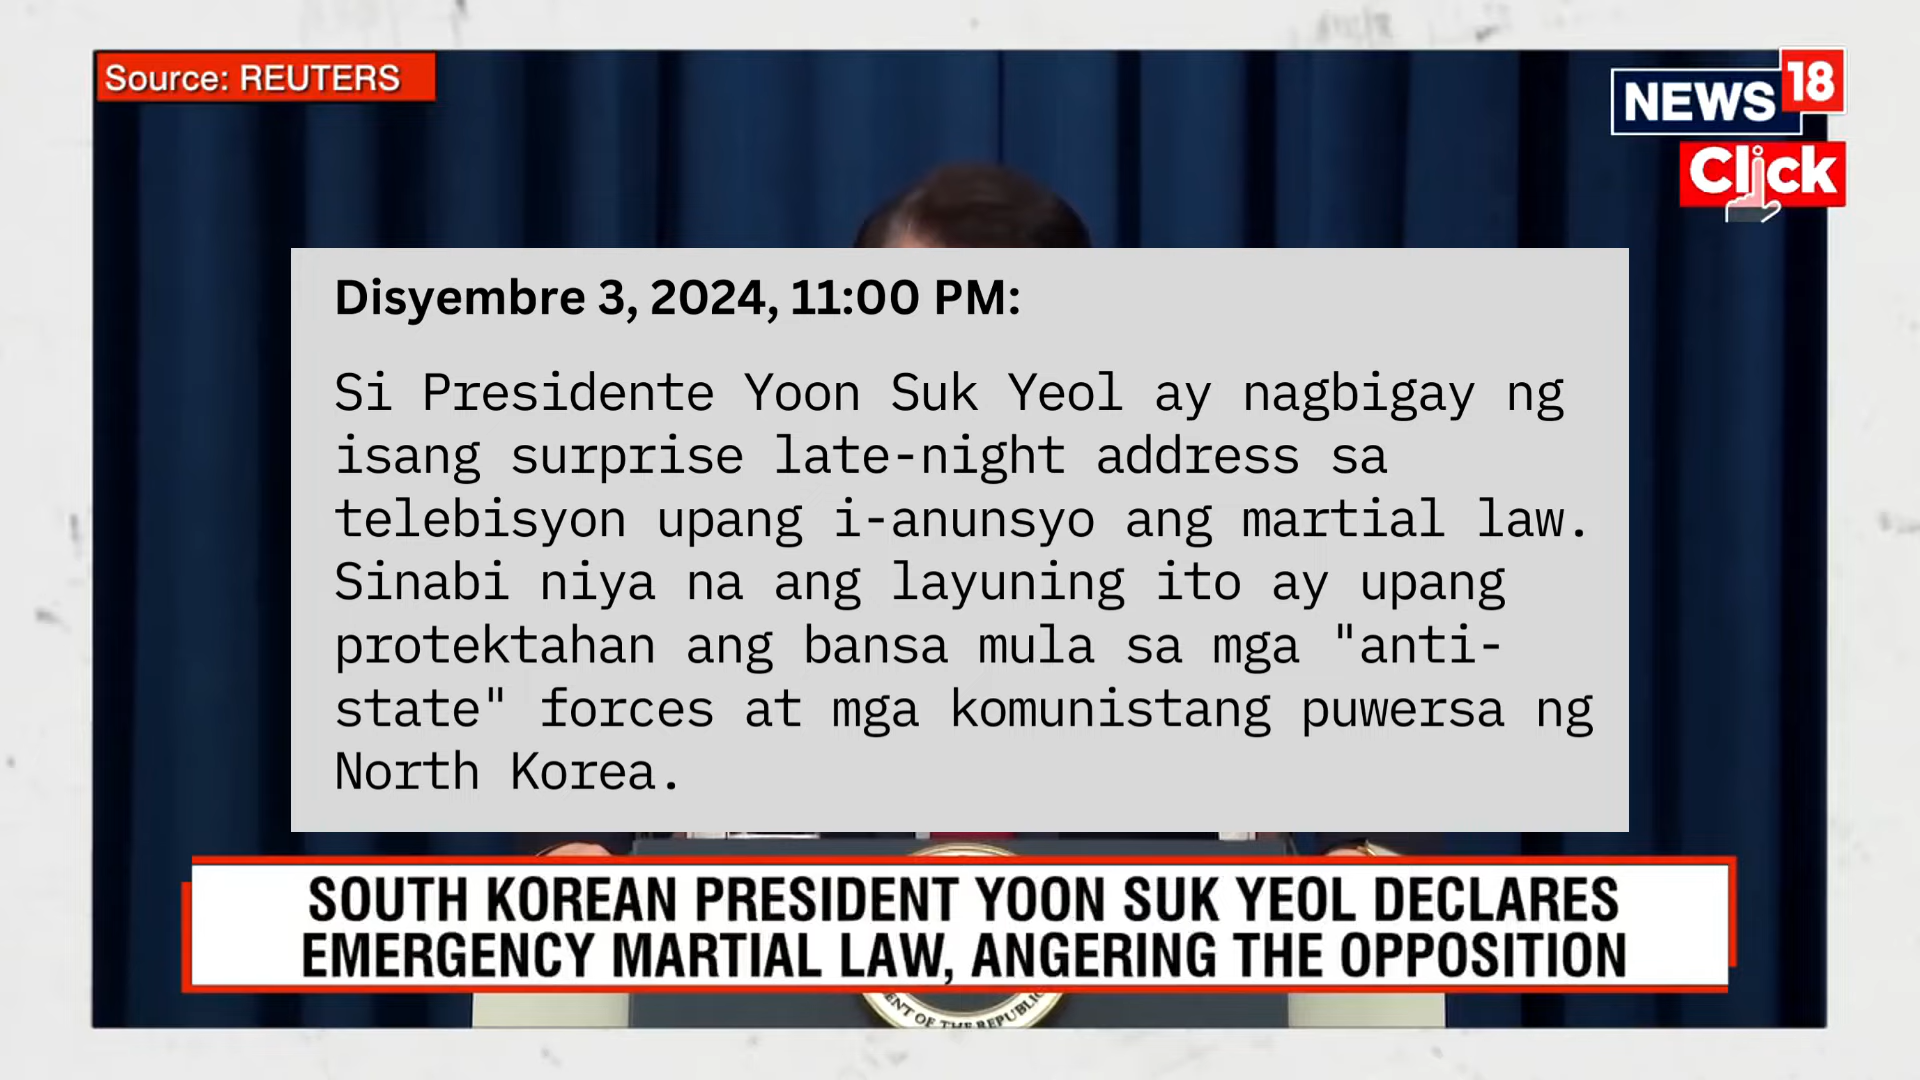 Source: REUTERS
NEWS 18
Click
Disyembre 3, 2024, 11:00 PM:
Si Presidente Yoon Suk Yeol ay nagbigay ng
isang surprise late-night address sa
telebisyon upang i-anunsyo ang martial law.
Sinabi niya na ang layuning ito ay upang
protektahan ang bansa mula sa mga "anti-
state" forces at mga komunistang puwersa ng
North Korea.
SOUTH KOREAN PRESIDENT YOON SUK YEOL DECLARES
EMERGENCY MARTIAL LAW, ANGERING THE OPPOSITION
OF THE REPUBLIC